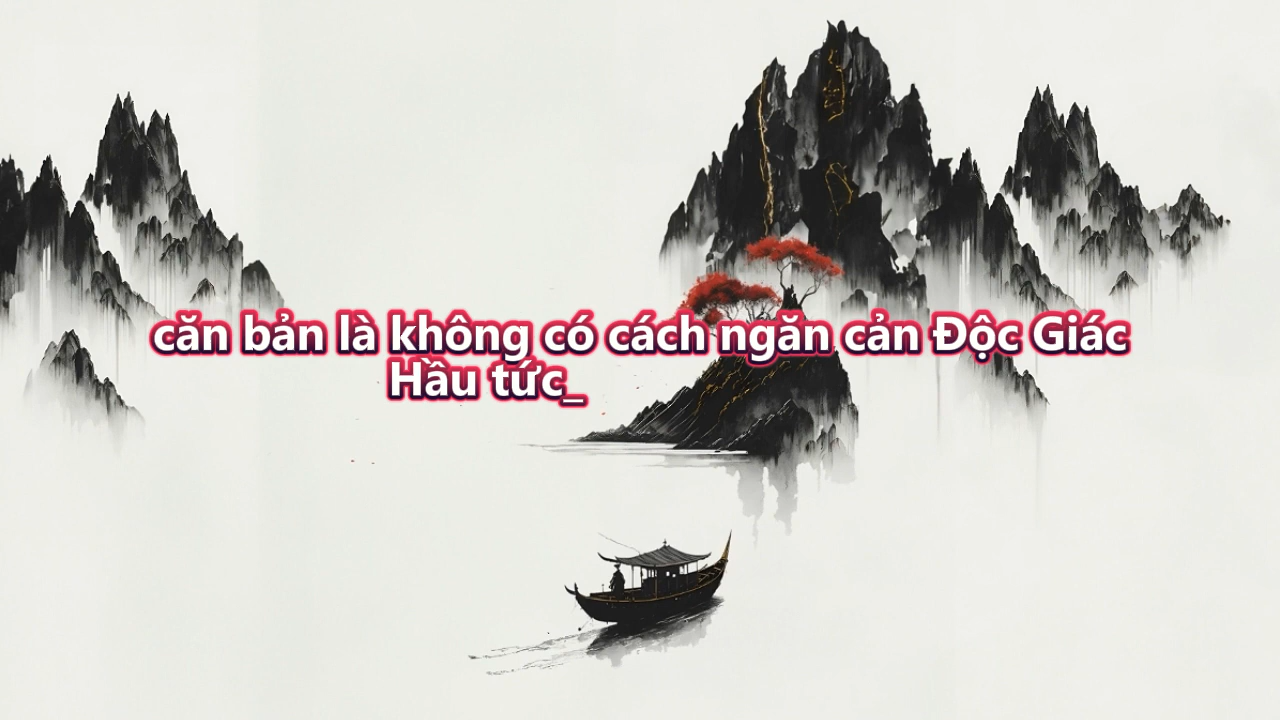 căn bản là không có cách ngăn cản Độc Giác
Hầu tức_